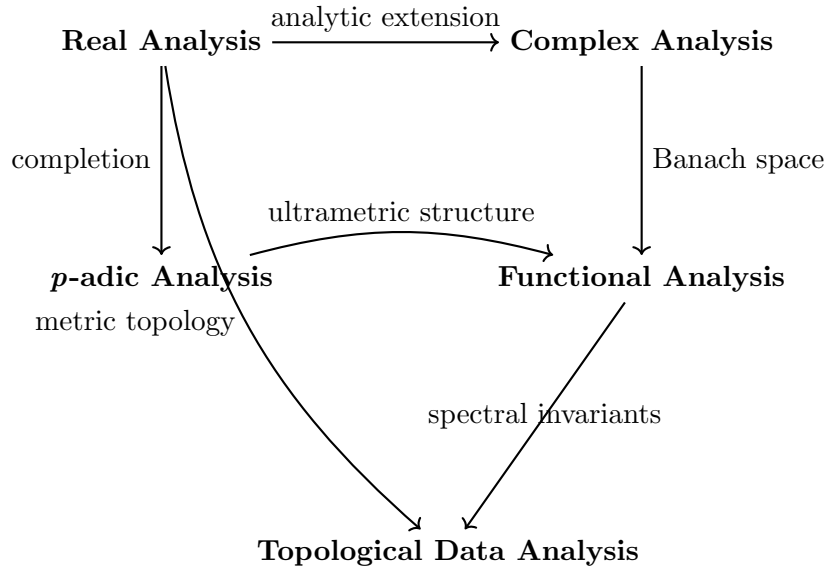 analytic extension
Real Analysis
Complex Analysis
completion
Banach space
ultrametric structure
p-adic Analysis
Functional Analysis
metric topology
spectral invariants
Topological Data Analysis